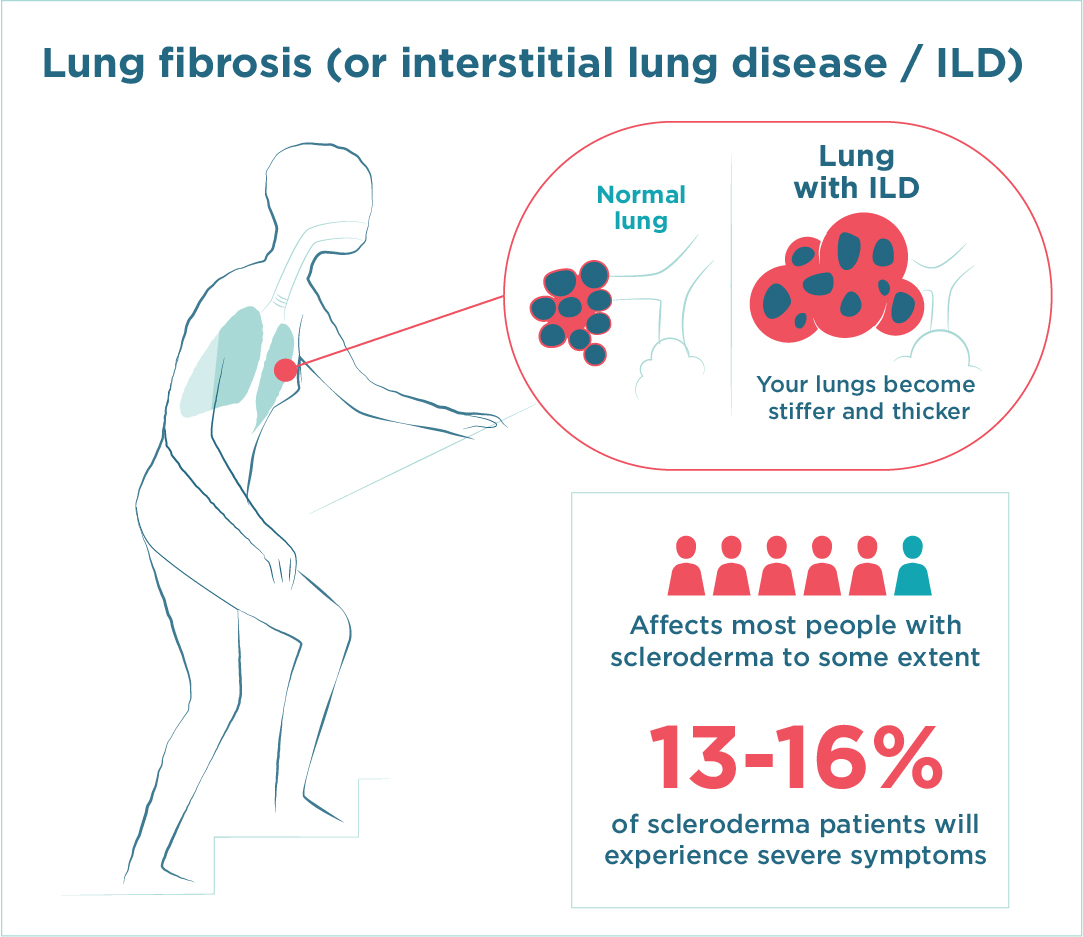 Lung fibrosis (or interstitial lung disease / ILD)
Normal
lung
Lung
with ILD
Your lungs become
stiffer and thicker
Affects most people with
scleroderma to some extent
13-16%
of scleroderma patients will
experience severe symptoms